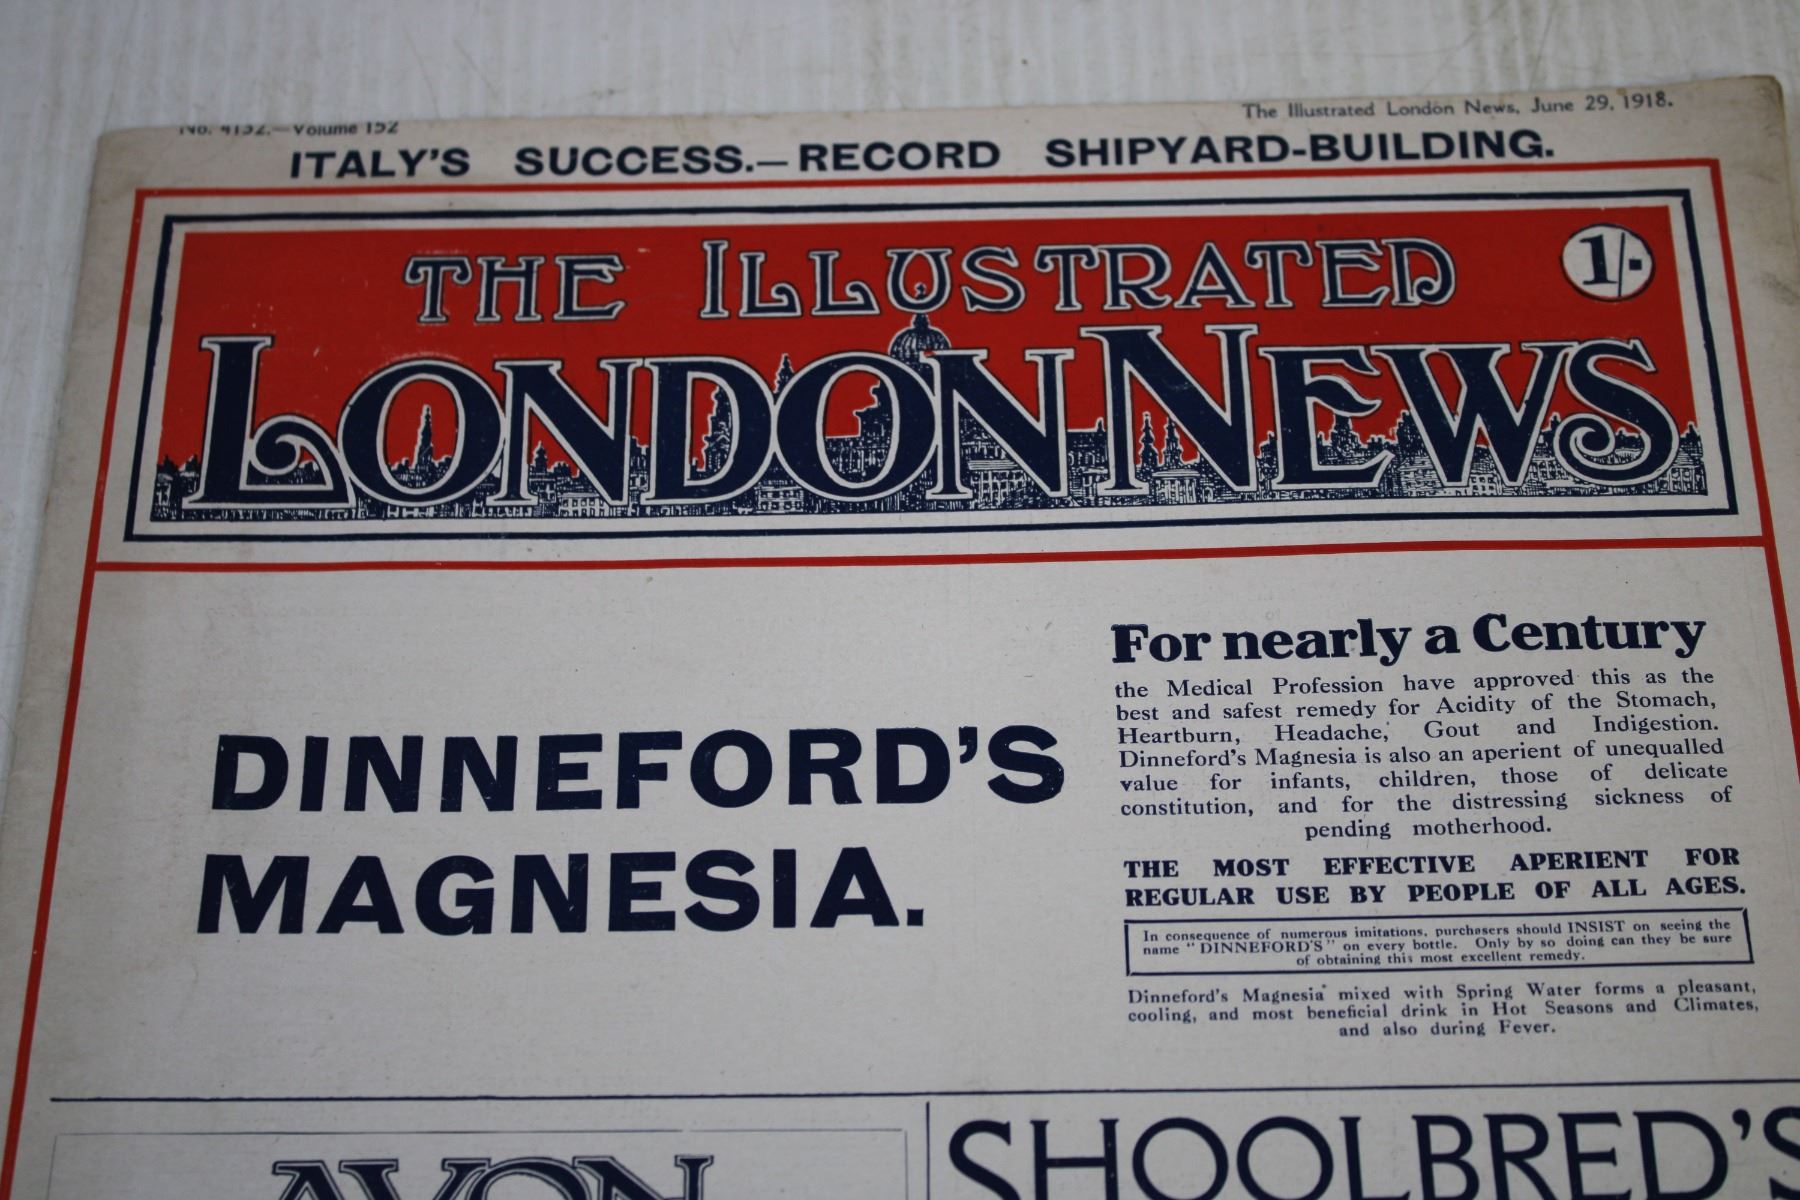 No. 4132.—Volume 152
The Illustrated London News, June 29, 1918.
ITALY'S SUCCESS.—RECORD SHIPYARD-BUILDING.
THE ILLUSTRATED
1/-
LONDON NEWS
DINNEFORD'S
MAGNESIA.
For nearly a Century
the Medical Profession have approved this as the
best and safest remedy for Acidity of the Stomach,
Heartburn, Headache, Gout and Indigestion.
Dinneford's Magnesia is also an aperient of unequalled
value for infants, children, those of delicate
constitution, and for the distressing sickness of
pending motherhood.
THE MOST EFFECTIVE APERIENT FOR
REGULAR USE BY PEOPLE OF ALL AGES.
In consequence of numerous imitations, purchasers should INSIST on seeing the
name "DINNEFORD'S" on every bottle. Only by so doing can they be sure
of obtaining this most excellent remedy.
Dinneford's Magnesia mixed with Spring Water forms a pleasant,
cooling, and most beneficial drink in Hot Seasons and Climates,
and also during Fever.
AVON
SHOOLBRED'S